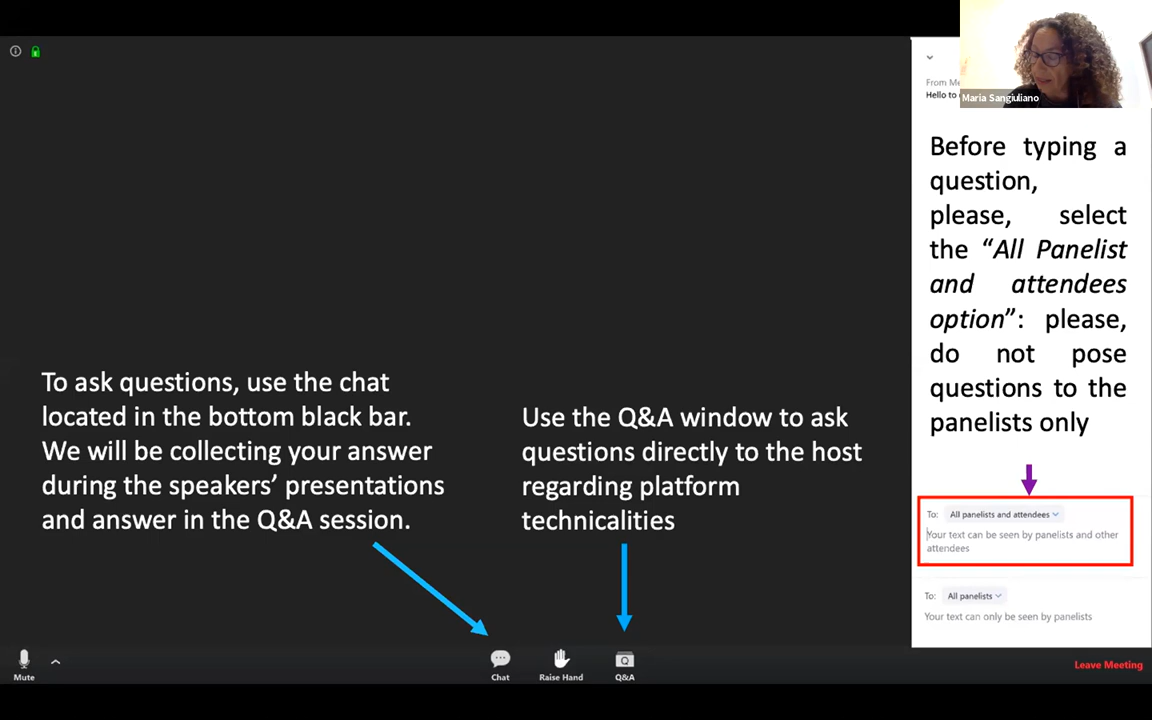 Maria Sangiuliano
From Me
Hello to
Before typing a
question,
please, select
the “All Panelist
and attendees
option”: please,
do not pose
questions to the
panelists only
To ask questions, use the chat
located in the bottom black bar.
We will be collecting your answer
during the speakers’ presentations
and answer in the Q&A session.
Use the Q&A window to ask
questions directly to the host
regarding platform
technicalities
To: All panelists and attendees
Your text can be seen by panelists and other
attendees
To: All panelists
Your text can only be seen by panelists
Mute
Chat
Raise Hand
Q&A
Leave Meeting